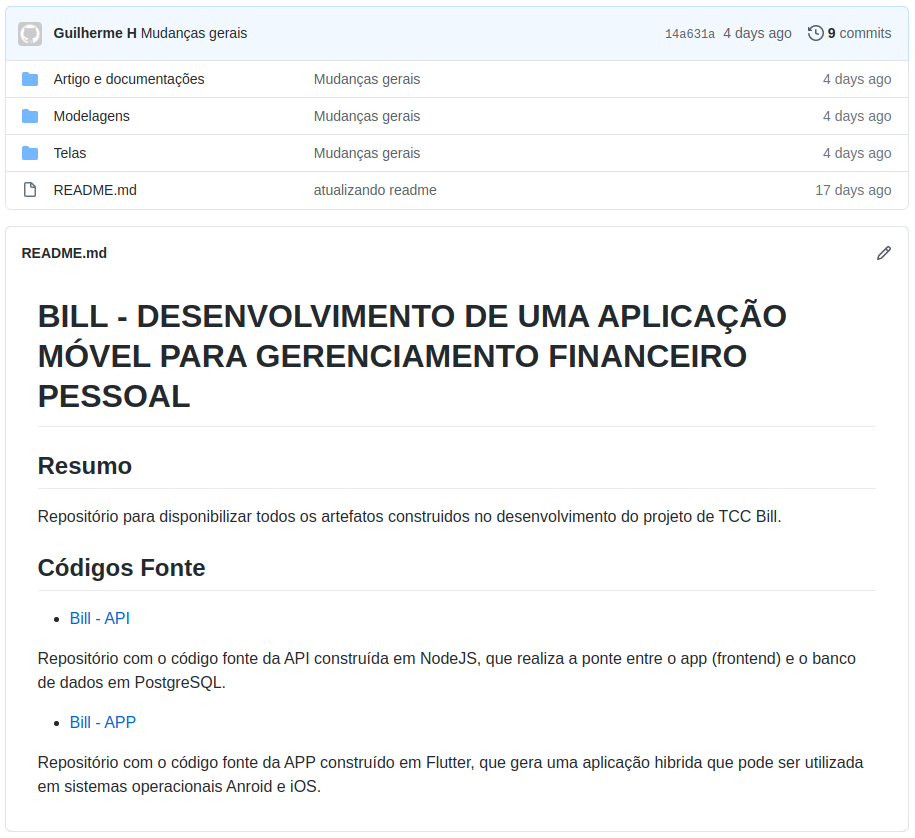 Guilherme H Mudanças gerais 14a631a 4 days ago 9 commits
Artigo e documentações Mudanças gerais 4 days ago
Modelagens Mudanças gerais 4 days ago
Telas Mudanças gerais 4 days ago
README.md atualizando readme 17 days ago
README.md
BILL - DESENVOLVIMENTO DE UMA APLICAÇÃO
MÓVEL PARA GERENCIAMENTO FINANCEIRO
PESSOAL
Resumo
Repositório para disponibilizar todos os artefatos construidos no desenvolvimento do projeto de TCC Bill.
Códigos Fonte
• Bill - API
Repositório com o código fonte da API construída em NodeJS, que realiza a ponte entre o app (frontend) e o banco
de dados em PostgreSQL.
• Bill - APP
Repositório com o código fonte da APP construído em Flutter, que gera uma aplicação hibrida que pode ser utilizada
em sistemas operacionais Anroid e iOS.